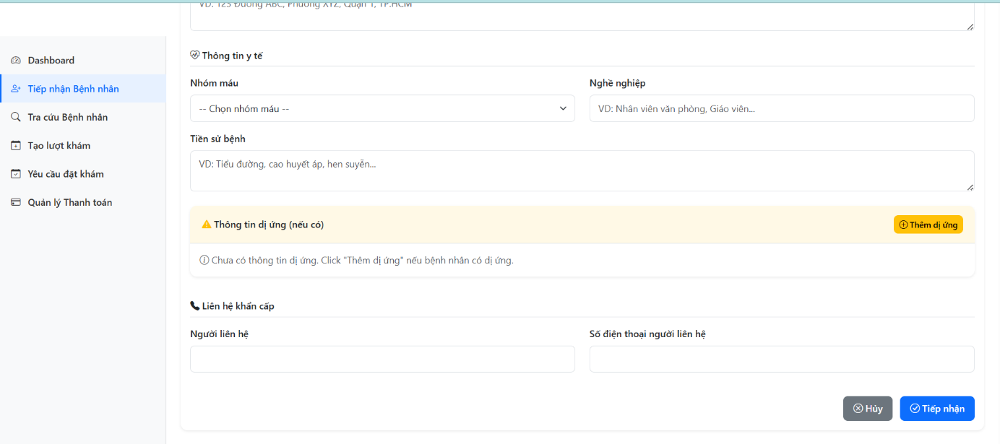 VD: 123 Đường ABC, Phường XYZ, Quận 1, TP.HCM
Dashboard
Tiếp nhận Bệnh nhân
Tra cứu Bệnh nhân
Tạo lượt khám
Yêu cầu đặt khám
Quản lý Thanh toán
Thông tin y tế
Nhóm máu
Nghề nghiệp
-- Chọn nhóm máu --
VD: Nhân viên văn phòng, Giáo viên...
Tiền sử bệnh
VD: Tiểu đường, cao huyết áp, hen suyễn...
Thông tin dị ứng (nếu có)
Thêm dị ứng
Chưa có thông tin dị ứng. Click "Thêm dị ứng" nếu bệnh nhân có dị ứng.
Liên hệ khẩn cấp
Người liên hệ
Số điện thoại người liên hệ
Hủy
Tiếp nhận